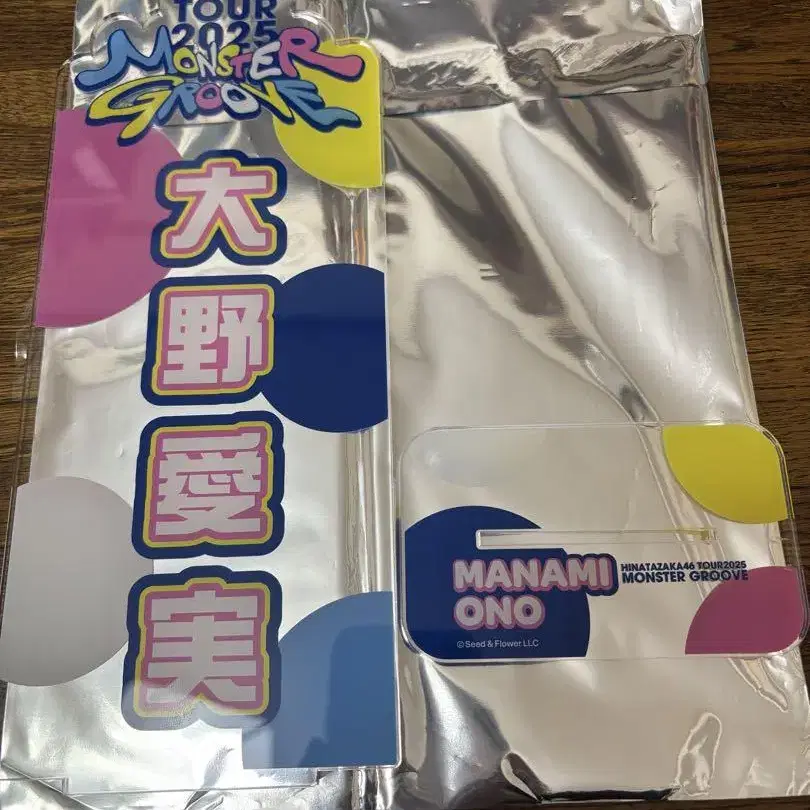 TOUR
2025
MONSTER
GROOVE
大
野
愛
実
MANAMI
ONO
HINATAZAKA46 TOUR2025
MONSTER GROOVE
©Seed & Flower LLC